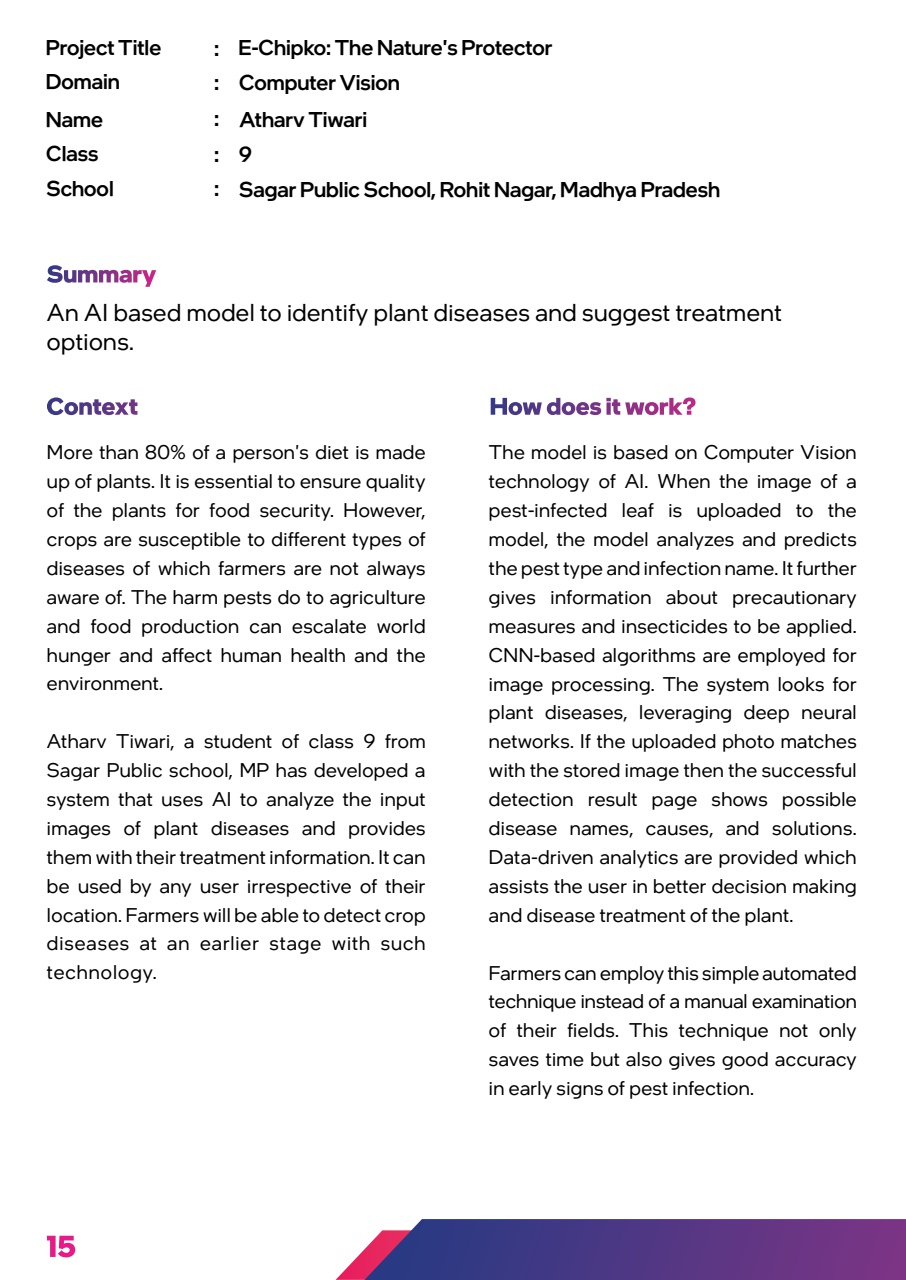 Project Title : E-Chipko: The Nature's Protector
Domain : Computer Vision
Name : Atharv Tiwari
Class : 9
School : Sagar Public School, Rohit Nagar, Madhya Pradesh
Summary
An AI based model to identify plant diseases and suggest treatment
options.
Context
More than 80% of a person's diet is made
up of plants. It is essential to ensure quality
of the plants for food security. However,
crops are susceptible to different types of
diseases of which farmers are not always
aware of. The harm pests do to agriculture
and food production can escalate world
hunger and affect human health and the
environment.
Atharv Tiwari, a student of class 9 from
Sagar Public school, MP has developed a
system that uses AI to analyze the input
images of plant diseases and provides
them with their treatment information. It can
be used by any user irrespective of their
location. Farmers will be able to detect crop
diseases at an earlier stage with such
technology.
How does it work?
The model is based on Computer Vision
technology of AI. When the image of a
pest-infected leaf is uploaded to the
model, the model analyzes and predicts
the pest type and infection name. It further
gives information about precautionary
measures and insecticides to be applied.
CNN-based algorithms are employed for
image processing. The system looks for
plant diseases, leveraging deep neural
networks. If the uploaded photo matches
with the stored image then the successful
detection result page shows possible
disease names, causes, and solutions.
Data-driven analytics are provided which
assists the user in better decision making
and disease treatment of the plant.
Farmers can employ this simple automated
technique instead of a manual examination
of their fields. This technique not only
saves time but also gives good accuracy
in early signs of pest infection.
15